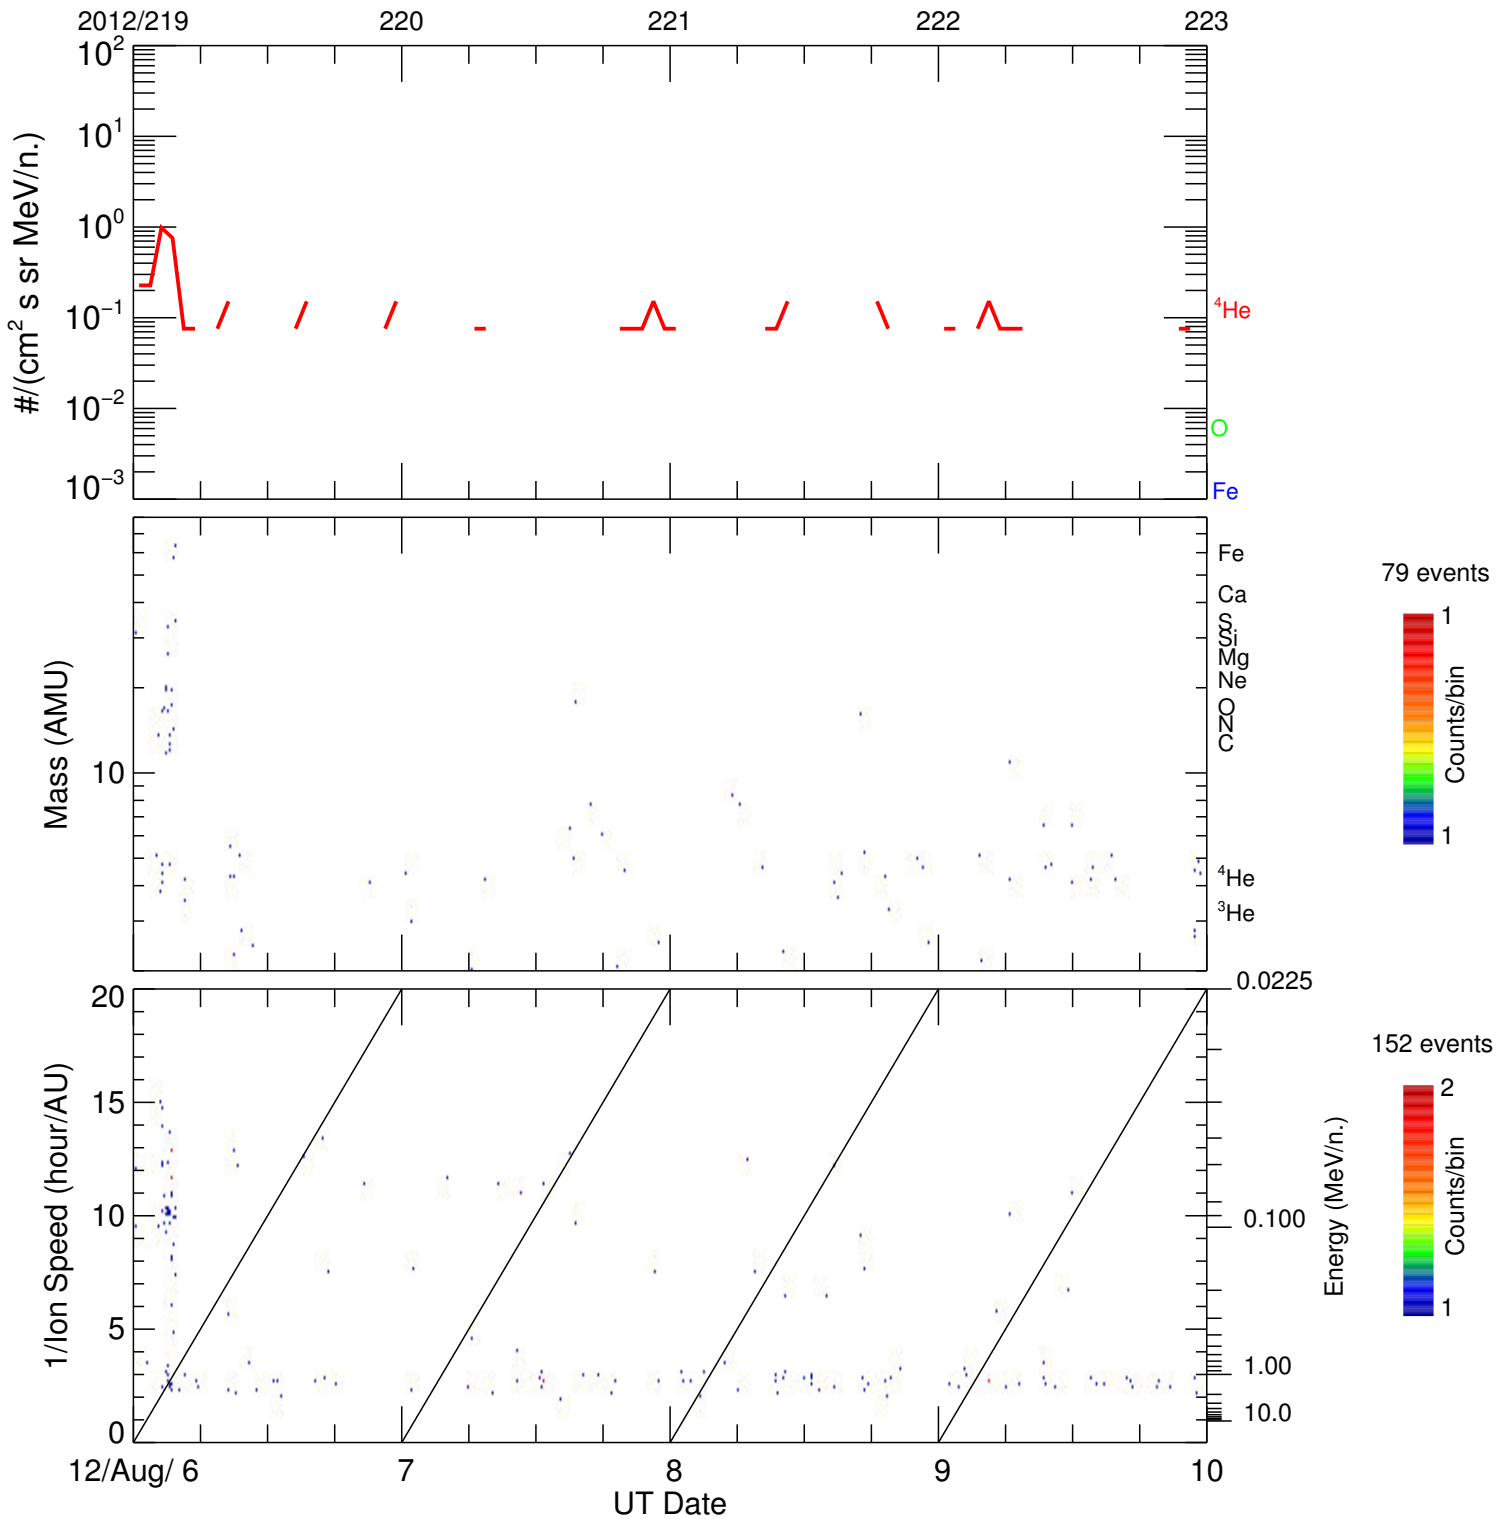 2012/219 220 221 222 223
10² 10¹ 10⁰ 10⁻¹ 10⁻² 10⁻³
#/(cm² s sr MeV/n.)
⁴He
O
Fe
Mass (AMU)
10
Fe
Ca
S
Si
Mg
Ne
O
N
C
⁴He
³He
79 events
1
Counts/bin
1
1/Ion Speed (hour/AU)
20
15
10
5
0
0.0225
0.100
1.00
10.0
Energy (MeV/n.)
152 events
2
Counts/bin
1
12/Aug/ 6 7 8 9 10
UT Date